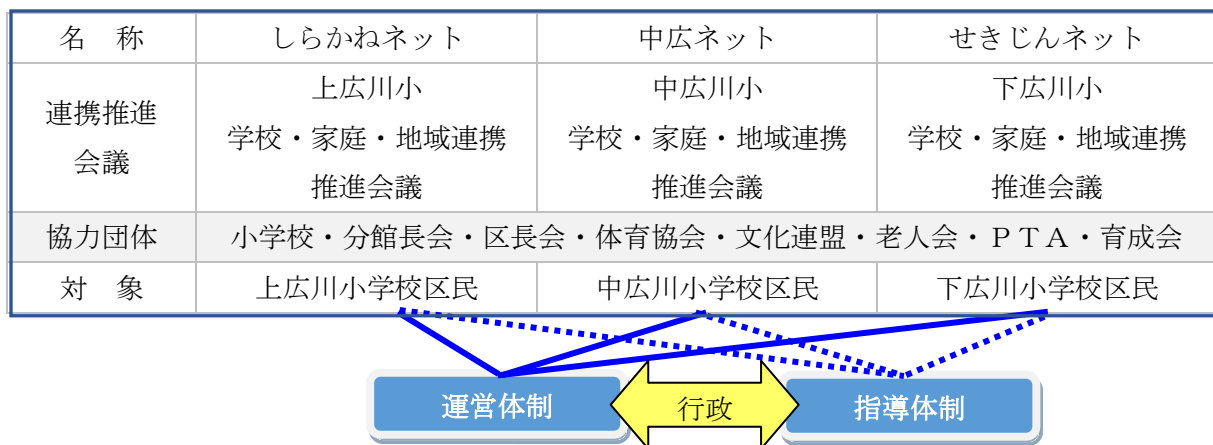 名　称 しらかねネット 中広ネット せきじんネット
連携推進会議 上広川小 中広川小 下広川小
学校・家庭・地域連携 学校・家庭・地域連携 学校・家庭・地域連携
推進会議 推進会議 推進会議
協力団体 小学校・分館長会・区長会・体育協会・文化連盟・老人会・ＰＴＡ・育成会
対　象 上広川小学校区民 中広川小学校区民 下広川小学校区民
運営体制 行政 指導体制